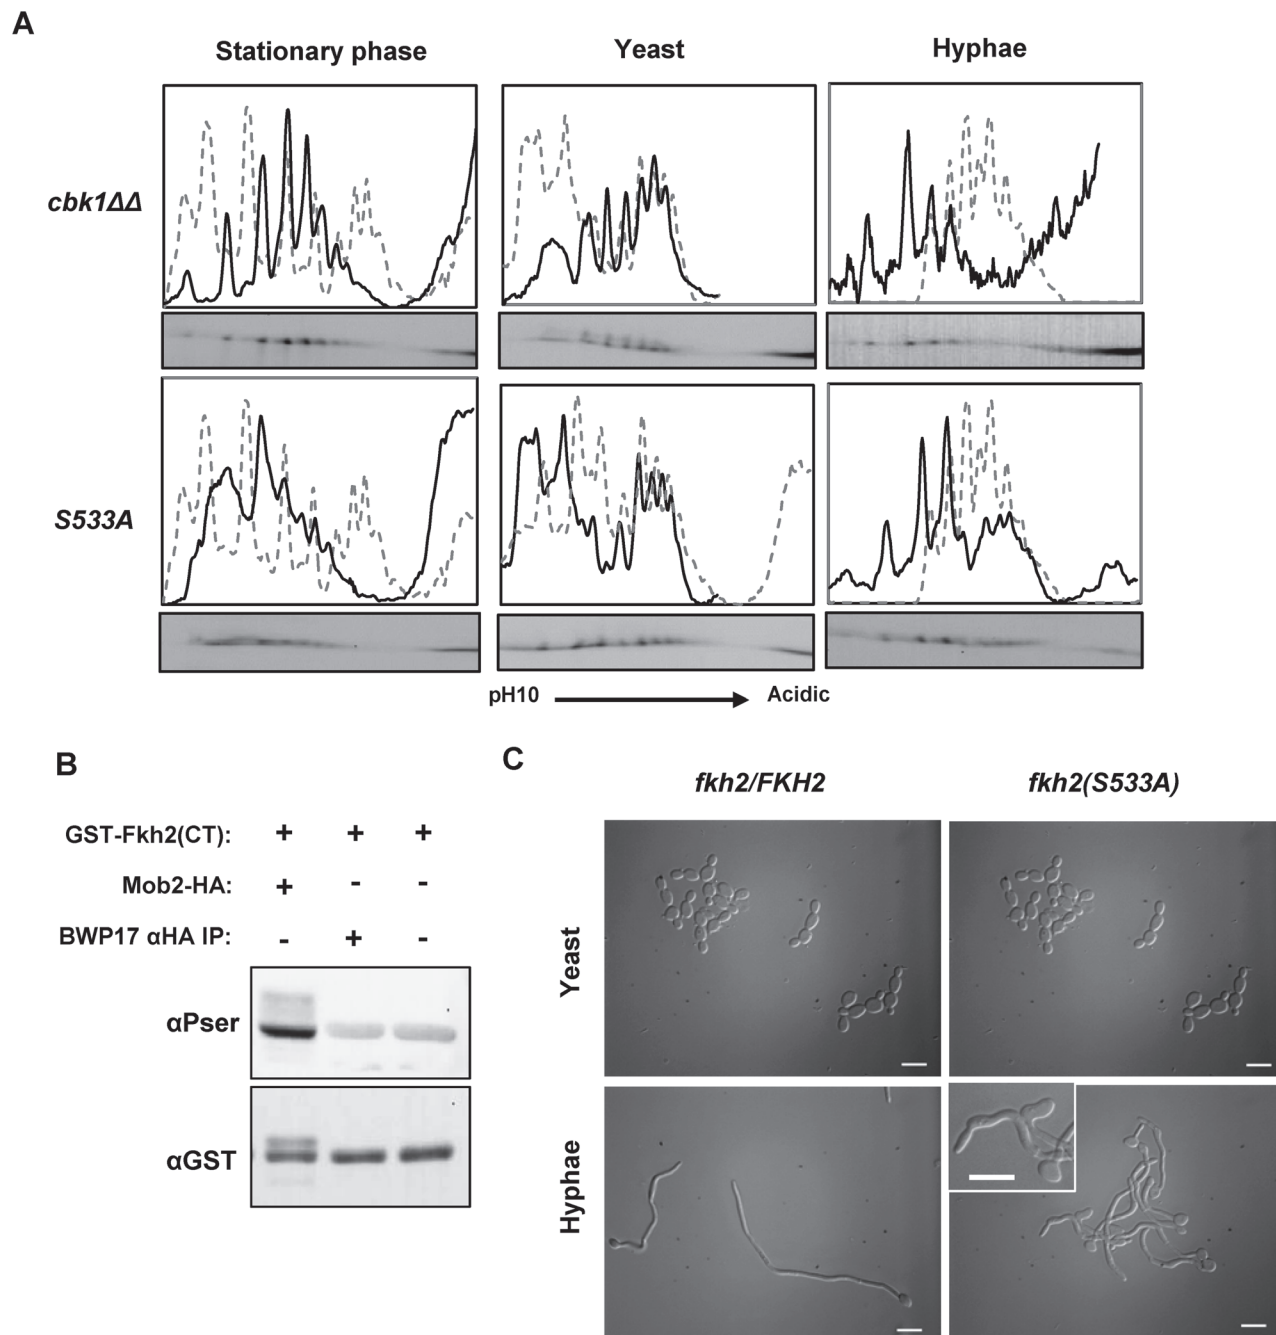 A
Stationary phase
Yeast
Hyphae
cbk1ΔΔ
S533A
pH10
Acidic
B
GST-Fkh2(CT): + + +
Mob2-HA: + - -
BWP17 αHA IP: - + -
αPser
αGST
C
fkh2/FKH2
fkh2(S533A)
Yeast
Hyphae